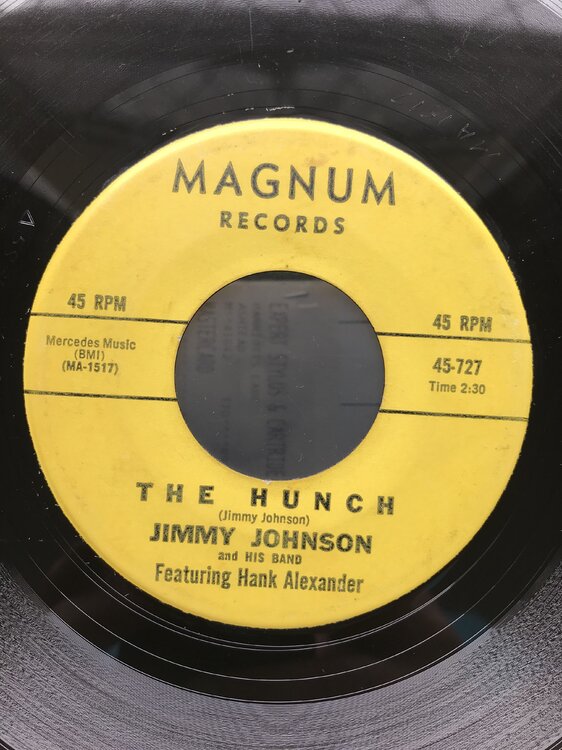 MAGNUM
RECORDS
45 RPM
Mercedes Music
(BMI)
(MA-1517)
45 RPM
45-727
Time 2:30
THE HUNCH
(Jimmy Johnson)
JIMMY JOHNSON
and HIS BAND
Featuring Hank Alexander